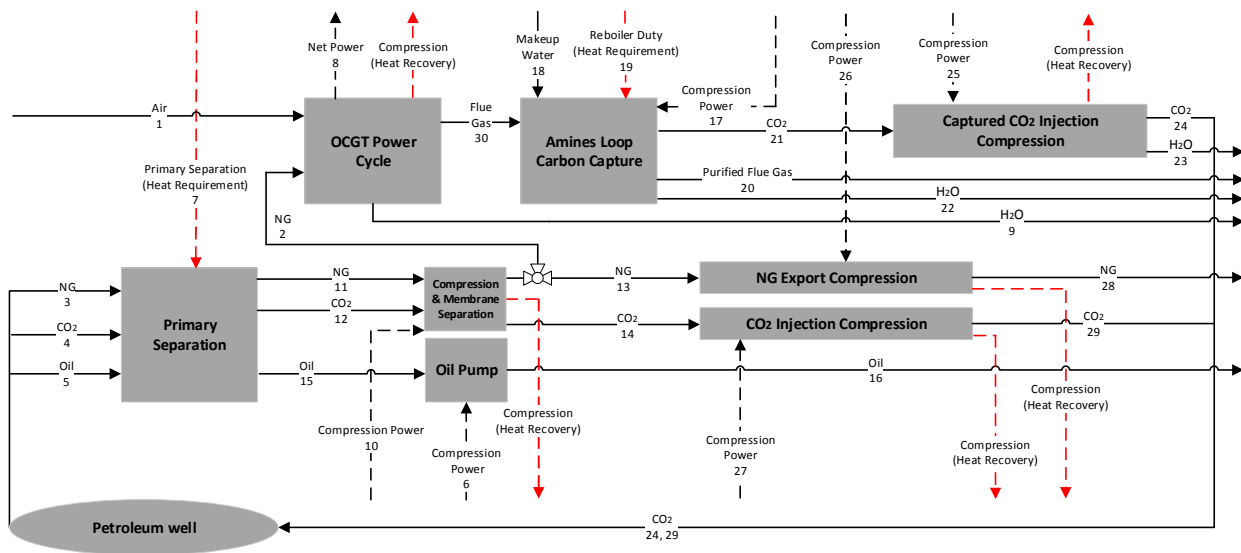 Net Power
8
Compression
(Heat Recovery)
Makeup
Water
18
Reboiler Duty
(Heat Requirement)
19
Compression
Power
17
Compression
Power
26
Compression
Power
25
Compression
(Heat Recovery)
Air
1
OCGT Power
Cycle
Flue
Gas
30
Amines Loop
Carbon Capture
CO2
21
Captured CO2 Injection
Compression
CO2
24
H2O
23
Purified Flue Gas
20
H2O
22
H2O
9
Primary Separation
(Heat Requirement)
7
NG
2
NG
3
CO2
4
Oil
5
Primary
Separation
NG
11
CO2
12
Oil
15
Compression
& Membrane
Separation
Oil Pump
NG
13
CO2
14
NG Export Compression
CO2 Injection Compression
NG
28
CO2
29
Oil
16
Compression Power
10
Compression
Power
6
Compression
(Heat Recovery)
Compression
Power
27
Compression
(Heat Recovery)
Compression
(Heat Recovery)
Petroleum well
CO2
24, 29